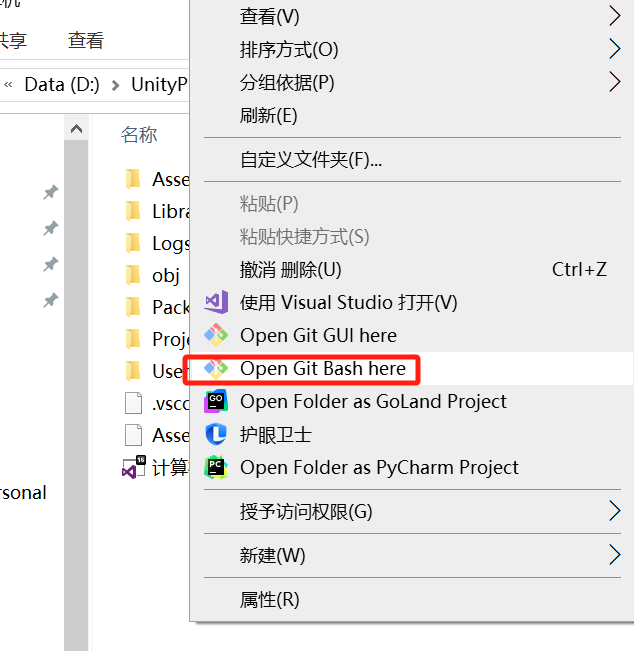 共享 查看
« Data (D:) > UnityP
名称
Asse
Libra
Logs
obj
Pack
Proje
User
.vsco
Asse
计算
rsonal
查看(V)
排序方式(O)
分组依据(P)
刷新(E)
自定义文件夹(F)...
粘贴(P)
粘贴快捷方式(S)
撤消 删除(U) Ctrl+Z
使用 Visual Studio 打开(V)
Open Git GUI here
Open Git Bash here
GO Open Folder as GoLand Project
护眼卫士
PC Open Folder as PyCharm Project
授予访问权限(G)
新建(W)
属性(R)